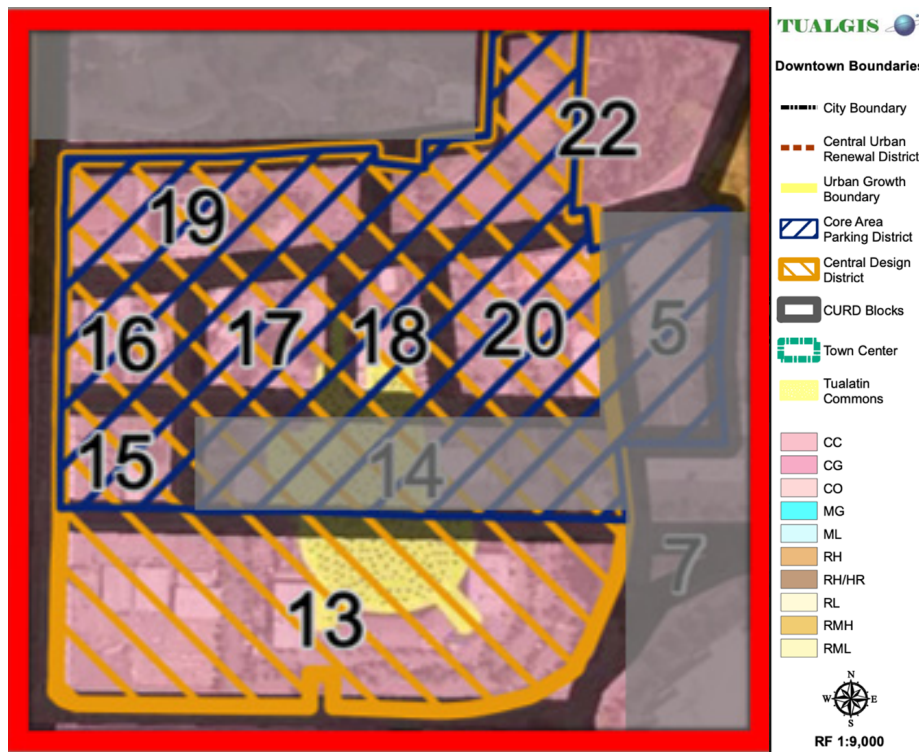 TUALGIS
Downtown Boundaries
City Boundary
Central Urban
Renewal District
Urban Growth
Boundary
Core Area
Parking District
Central Design
District
CURD Blocks
Town Center
Tualatin
Commons
CC
CG
CO
MG
ML
RH
RH/HR
RL
RMH
RML
N
W E
S
RF 1:9,000
22
19
5
16 17 18 20
15
14
7
13